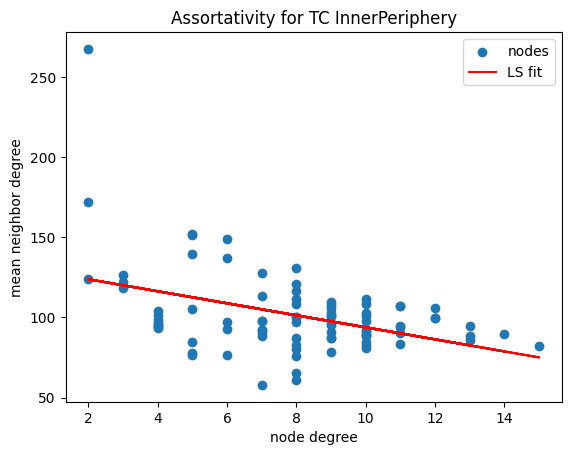 Assortativity for TC InnerPeriphery
nodes
LS fit
mean neighbor degree
250
200
150
100
50
2 4 6 8 10 12 14
node degree